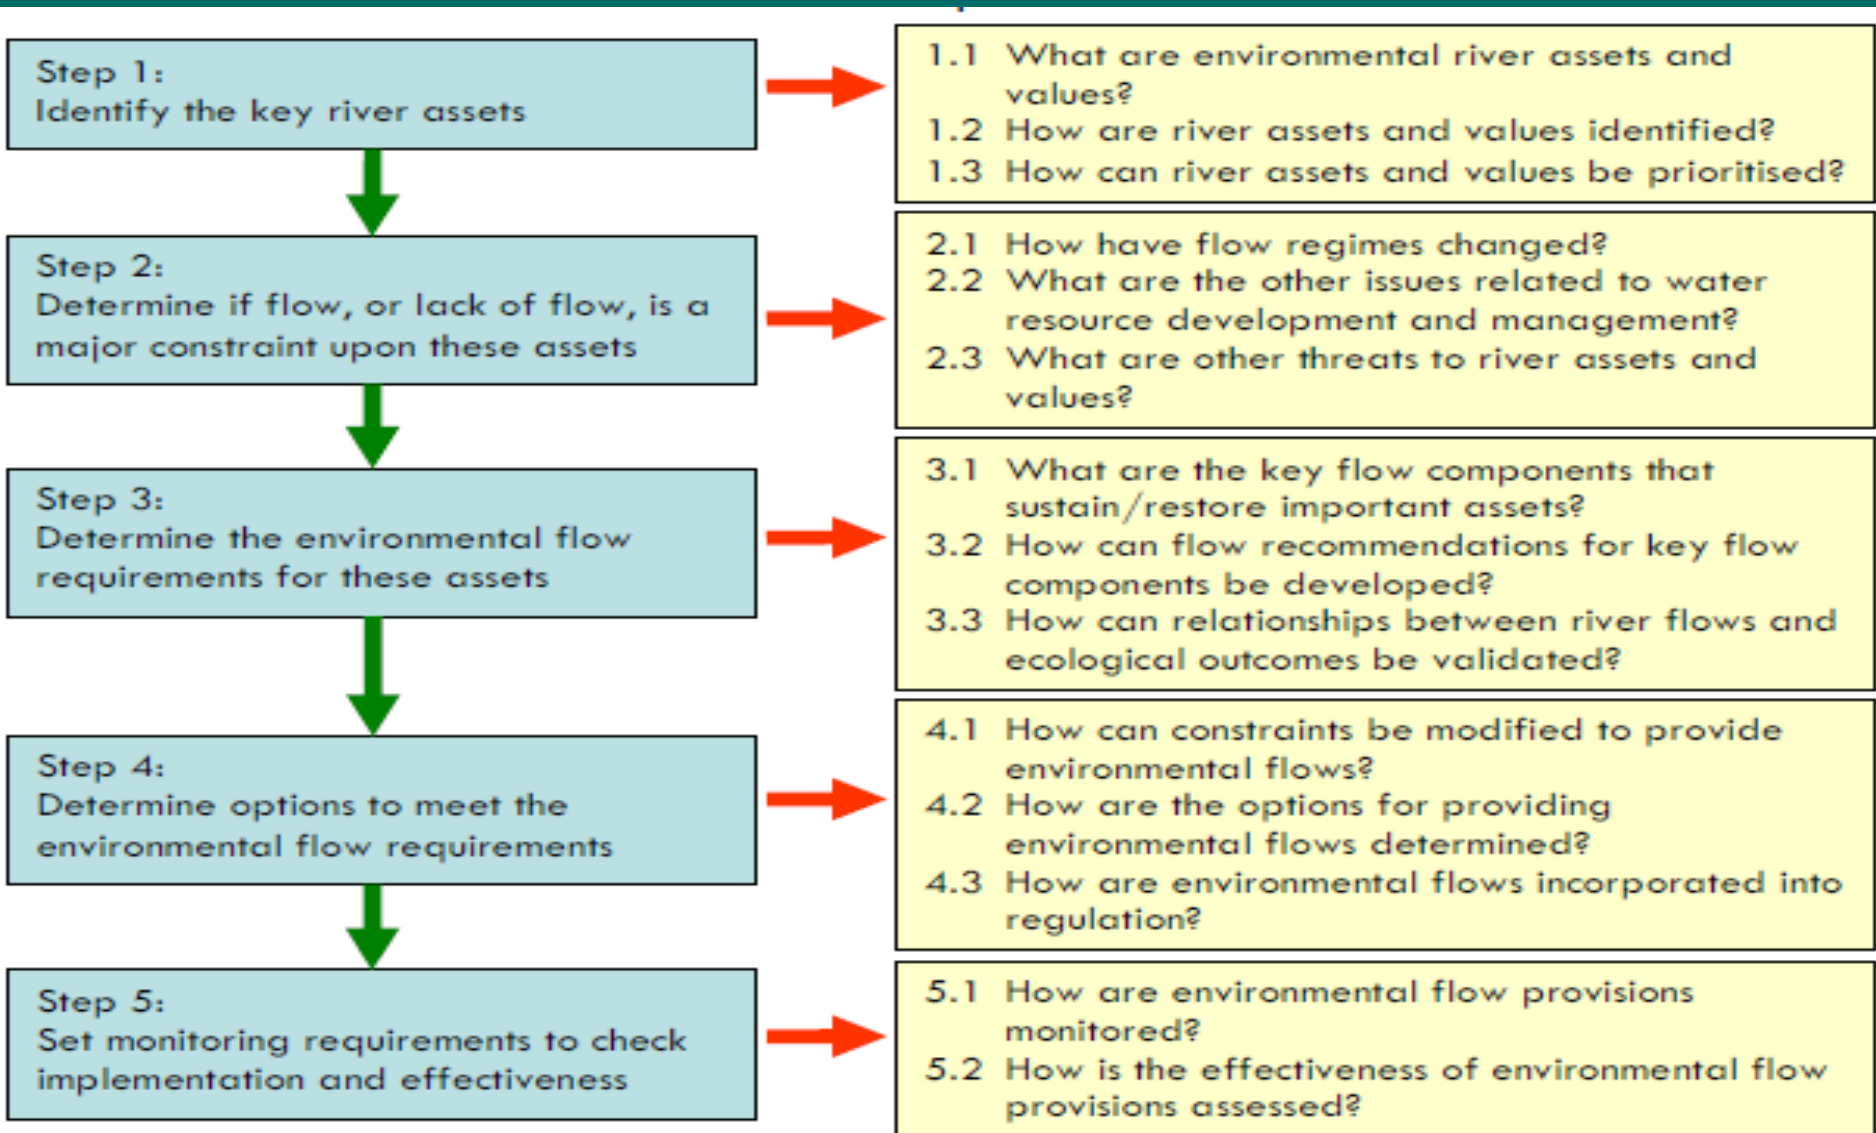 Step 1:
Identify the key river assets
1.1 What are environmental river assets and
values?
1.2 How are river assets and values identified?
1.3 How can river assets and values be prioritised?
Step 2:
Determine if flow, or lack of flow, is a
major constraint upon these assets
2.1 How have flow regimes changed?
2.2 What are the other issues related to water
resource development and management?
2.3 What are other threats to river assets and
values?
Step 3:
Determine the environmental flow
requirements for these assets
3.1 What are the key flow components that
sustain/restore important assets?
3.2 How can flow recommendations for key flow
components be developed?
3.3 How can relationships between river flows and
ecological outcomes be validated?
Step 4:
Determine options to meet the
environmental flow requirements
4.1 How can constraints be modified to provide
environmental flows?
4.2 How are the options for providing
environmental flows determined?
4.3 How are environmental flows incorporated into
regulation?
Step 5:
Set monitoring requirements to check
implementation and effectiveness
5.1 How are environmental flow provisions
monitored?
5.2 How is the effectiveness of environmental flow
provisions assessed?